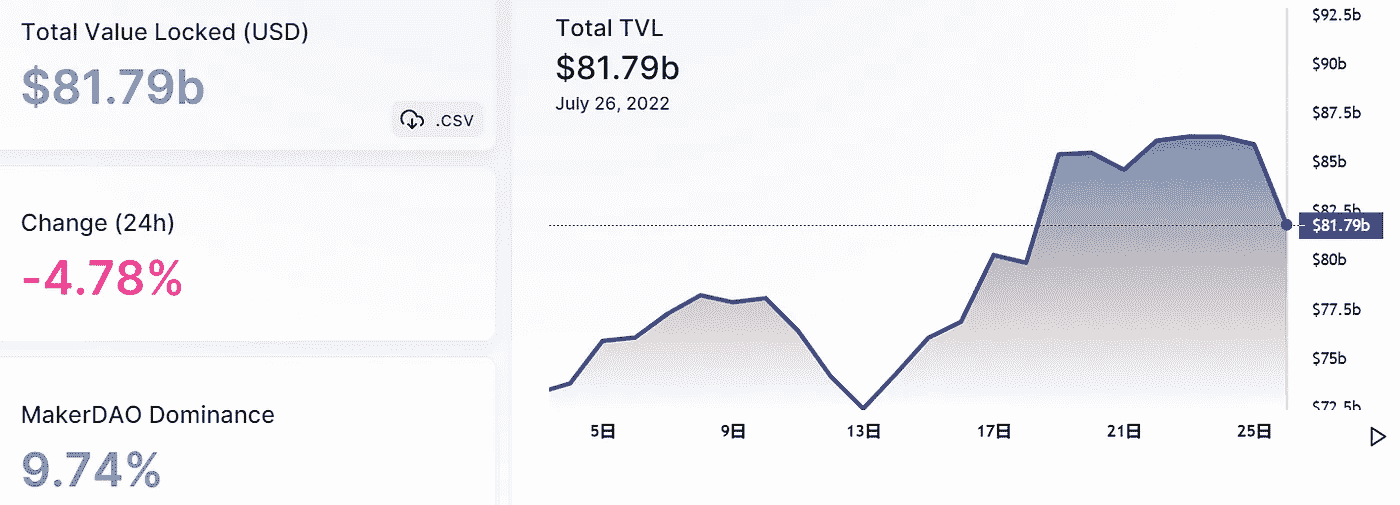 Total Value Locked (USD)
$81.79b
.CSV
Change (24h)
-4.78%
MakerDAO Dominance
9.74%
Total TVL
$81.79b
July 26, 2022
$92.5b
$90b
$87.5b
$85b
$82.5b
$81.79b
$80b
$77.5b
$75b
$72.5b
5日 9日 13日 17日 21日 25日